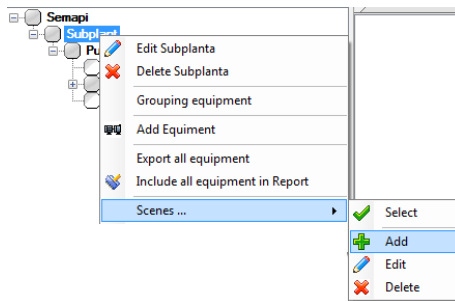 Semapi
Subplant
Pu
Edit Subplanta
Delete Subplanta
Grouping equipment
Add Equiment
Export all equipment
Include all equipment in Report
Scenes ...
Select
Add
Edit
Delete